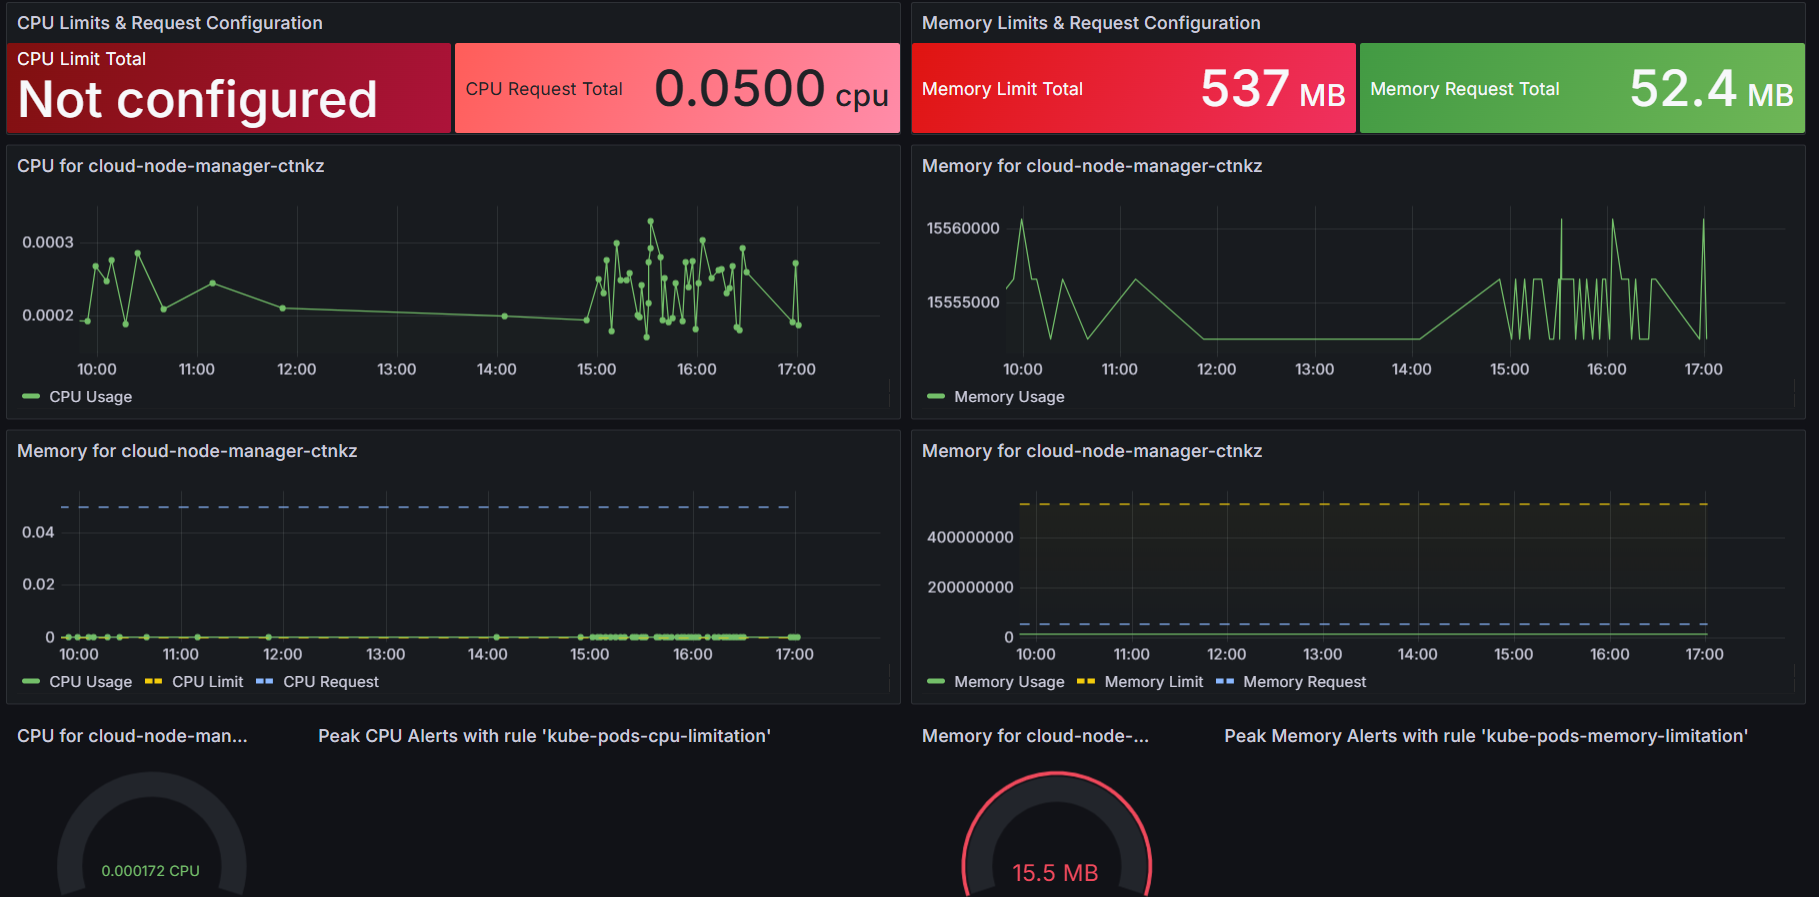 CPU Limits & Request Configuration
CPU Limit Total
Not configured
CPU Request Total 0.0500 cpu
Memory Limits & Request Configuration
Memory Limit Total 537 MB
Memory Request Total 52.4 MB
CPU for cloud-node-manager-ctnkz
0.0003
0.0002
10:00 11:00 12:00 13:00 14:00 15:00 16:00 17:00
CPU Usage
Memory for cloud-node-manager-ctnkz
15560000
15555000
10:00 11:00 12:00 13:00 14:00 15:00 16:00 17:00
Memory Usage
Memory for cloud-node-manager-ctnkz
0.04
0.02
0
10:00 11:00 12:00 13:00 14:00 15:00 16:00 17:00
CPU Usage CPU Limit CPU Request
Memory for cloud-node-manager-ctnkz
400000000
200000000
0
10:00 11:00 12:00 13:00 14:00 15:00 16:00 17:00
Memory Usage Memory Limit Memory Request
CPU for cloud-node-man...
0.000172 CPU
Peak CPU Alerts with rule 'kube-pods-cpu-limitation'
Memory for cloud-node-...
15.5 MB
Peak Memory Alerts with rule 'kube-pods-memory-limitation'